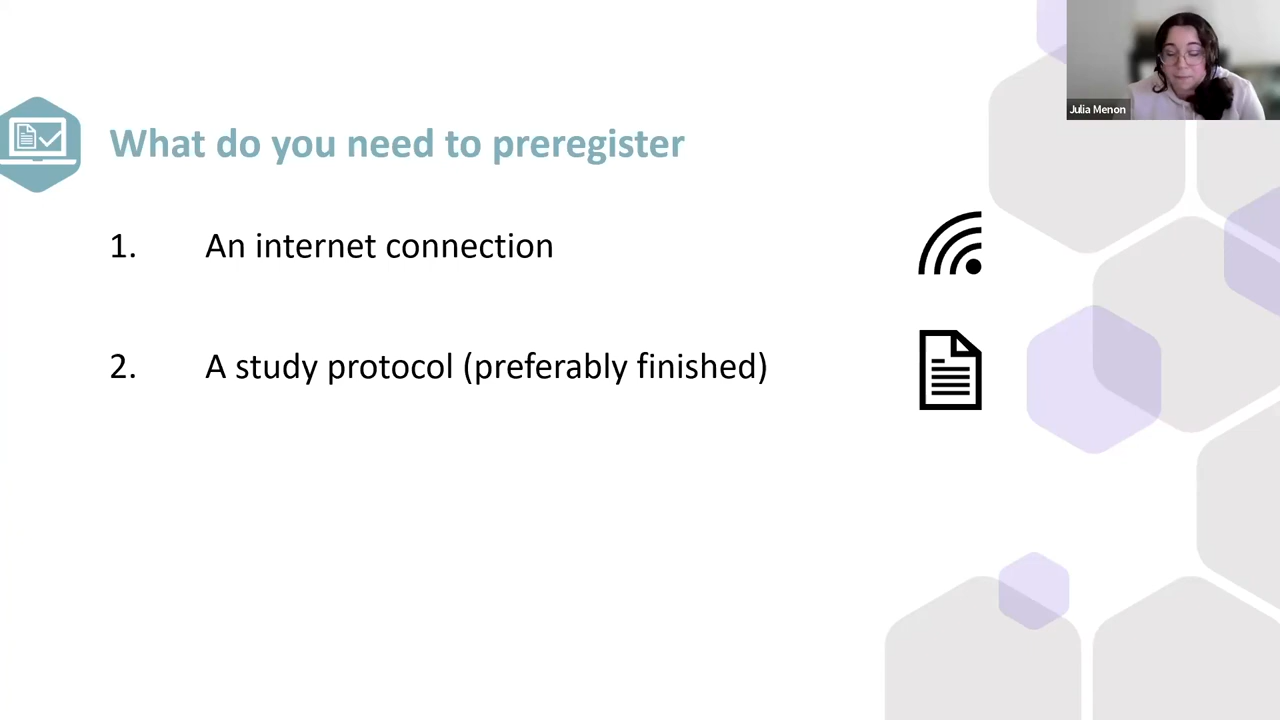 Julia Menon
What do you need to preregister
1. An internet connection
2. A study protocol (preferably finished)